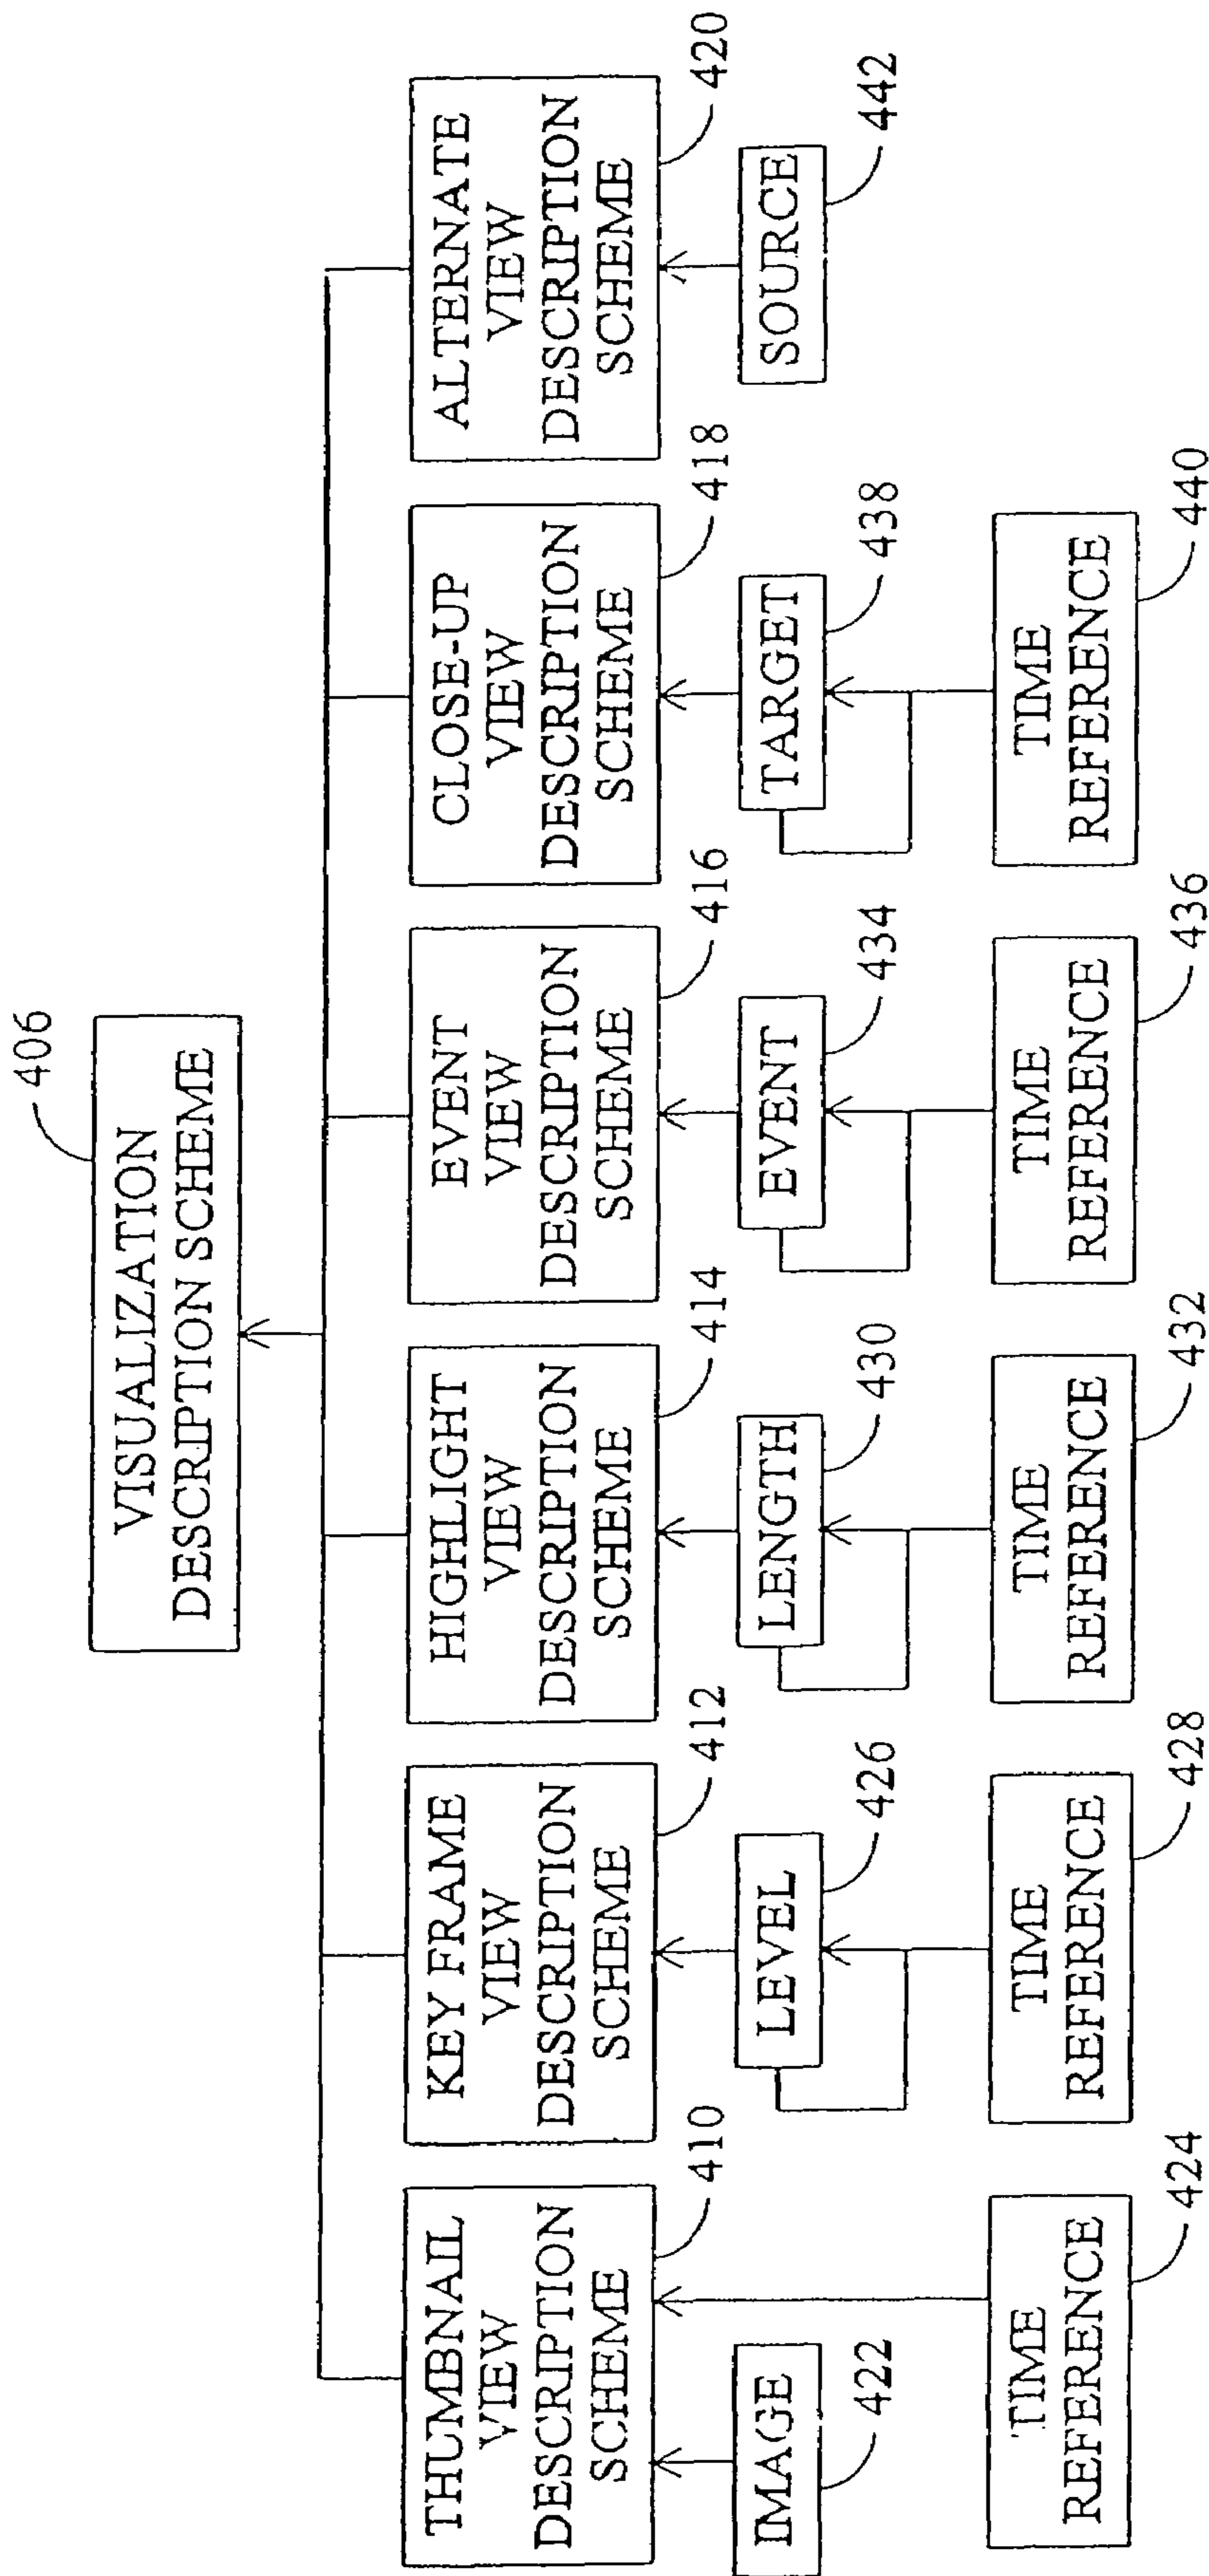 406
VISUALIZATION
DESCRIPTION SCHEME
THUMBNAIL
VIEW
DESCRIPTION
SCHEME
410
KEY FRAME
VIEW
DESCRIPTION
SCHEME
412
HIGHLIGHT
VIEW
DESCRIPTION
SCHEME
414
EVENT
VIEW
DESCRIPTION
SCHEME
416
CLOSE-UP
VIEW
DESCRIPTION
SCHEME
418
ALTERNATE
VIEW
DESCRIPTION
SCHEME
420
IMAGE
422
LEVEL
426
LENGTH
430
EVENT
434
TARGET
438
SOURCE
442
TIME
REFERENCE
424
TIME
REFERENCE
428
TIME
REFERENCE
432
TIME
REFERENCE
436
TIME
REFERENCE
440